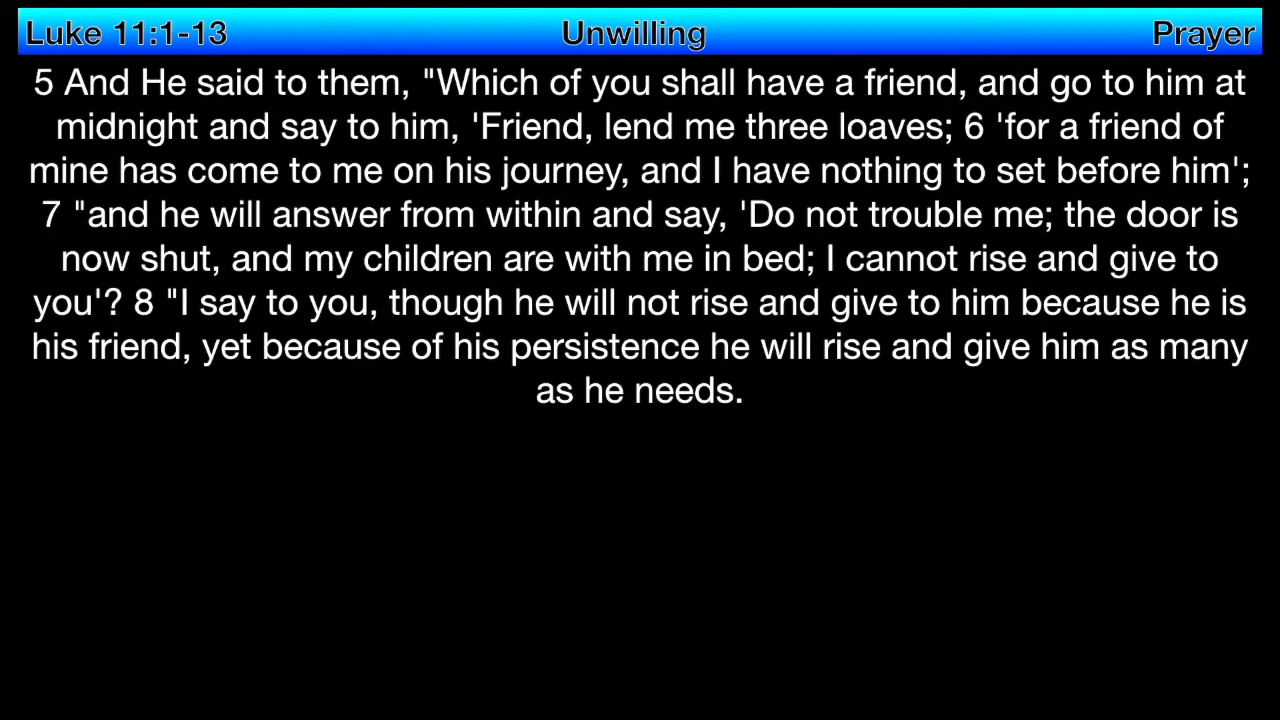 Luke 11:1-13 Unwilling Prayer
5 And He said to them, "Which of you shall have a friend, and go to him at
midnight and say to him, 'Friend, lend me three loaves; 6 'for a friend of
mine has come to me on his journey, and I have nothing to set before him';
7 "and he will answer from within and say, 'Do not trouble me; the door is
now shut, and my children are with me in bed; I cannot rise and give to
you'? 8 "I say to you, though he will not rise and give to him because he is
his friend, yet because of his persistence he will rise and give him as many
as he needs.